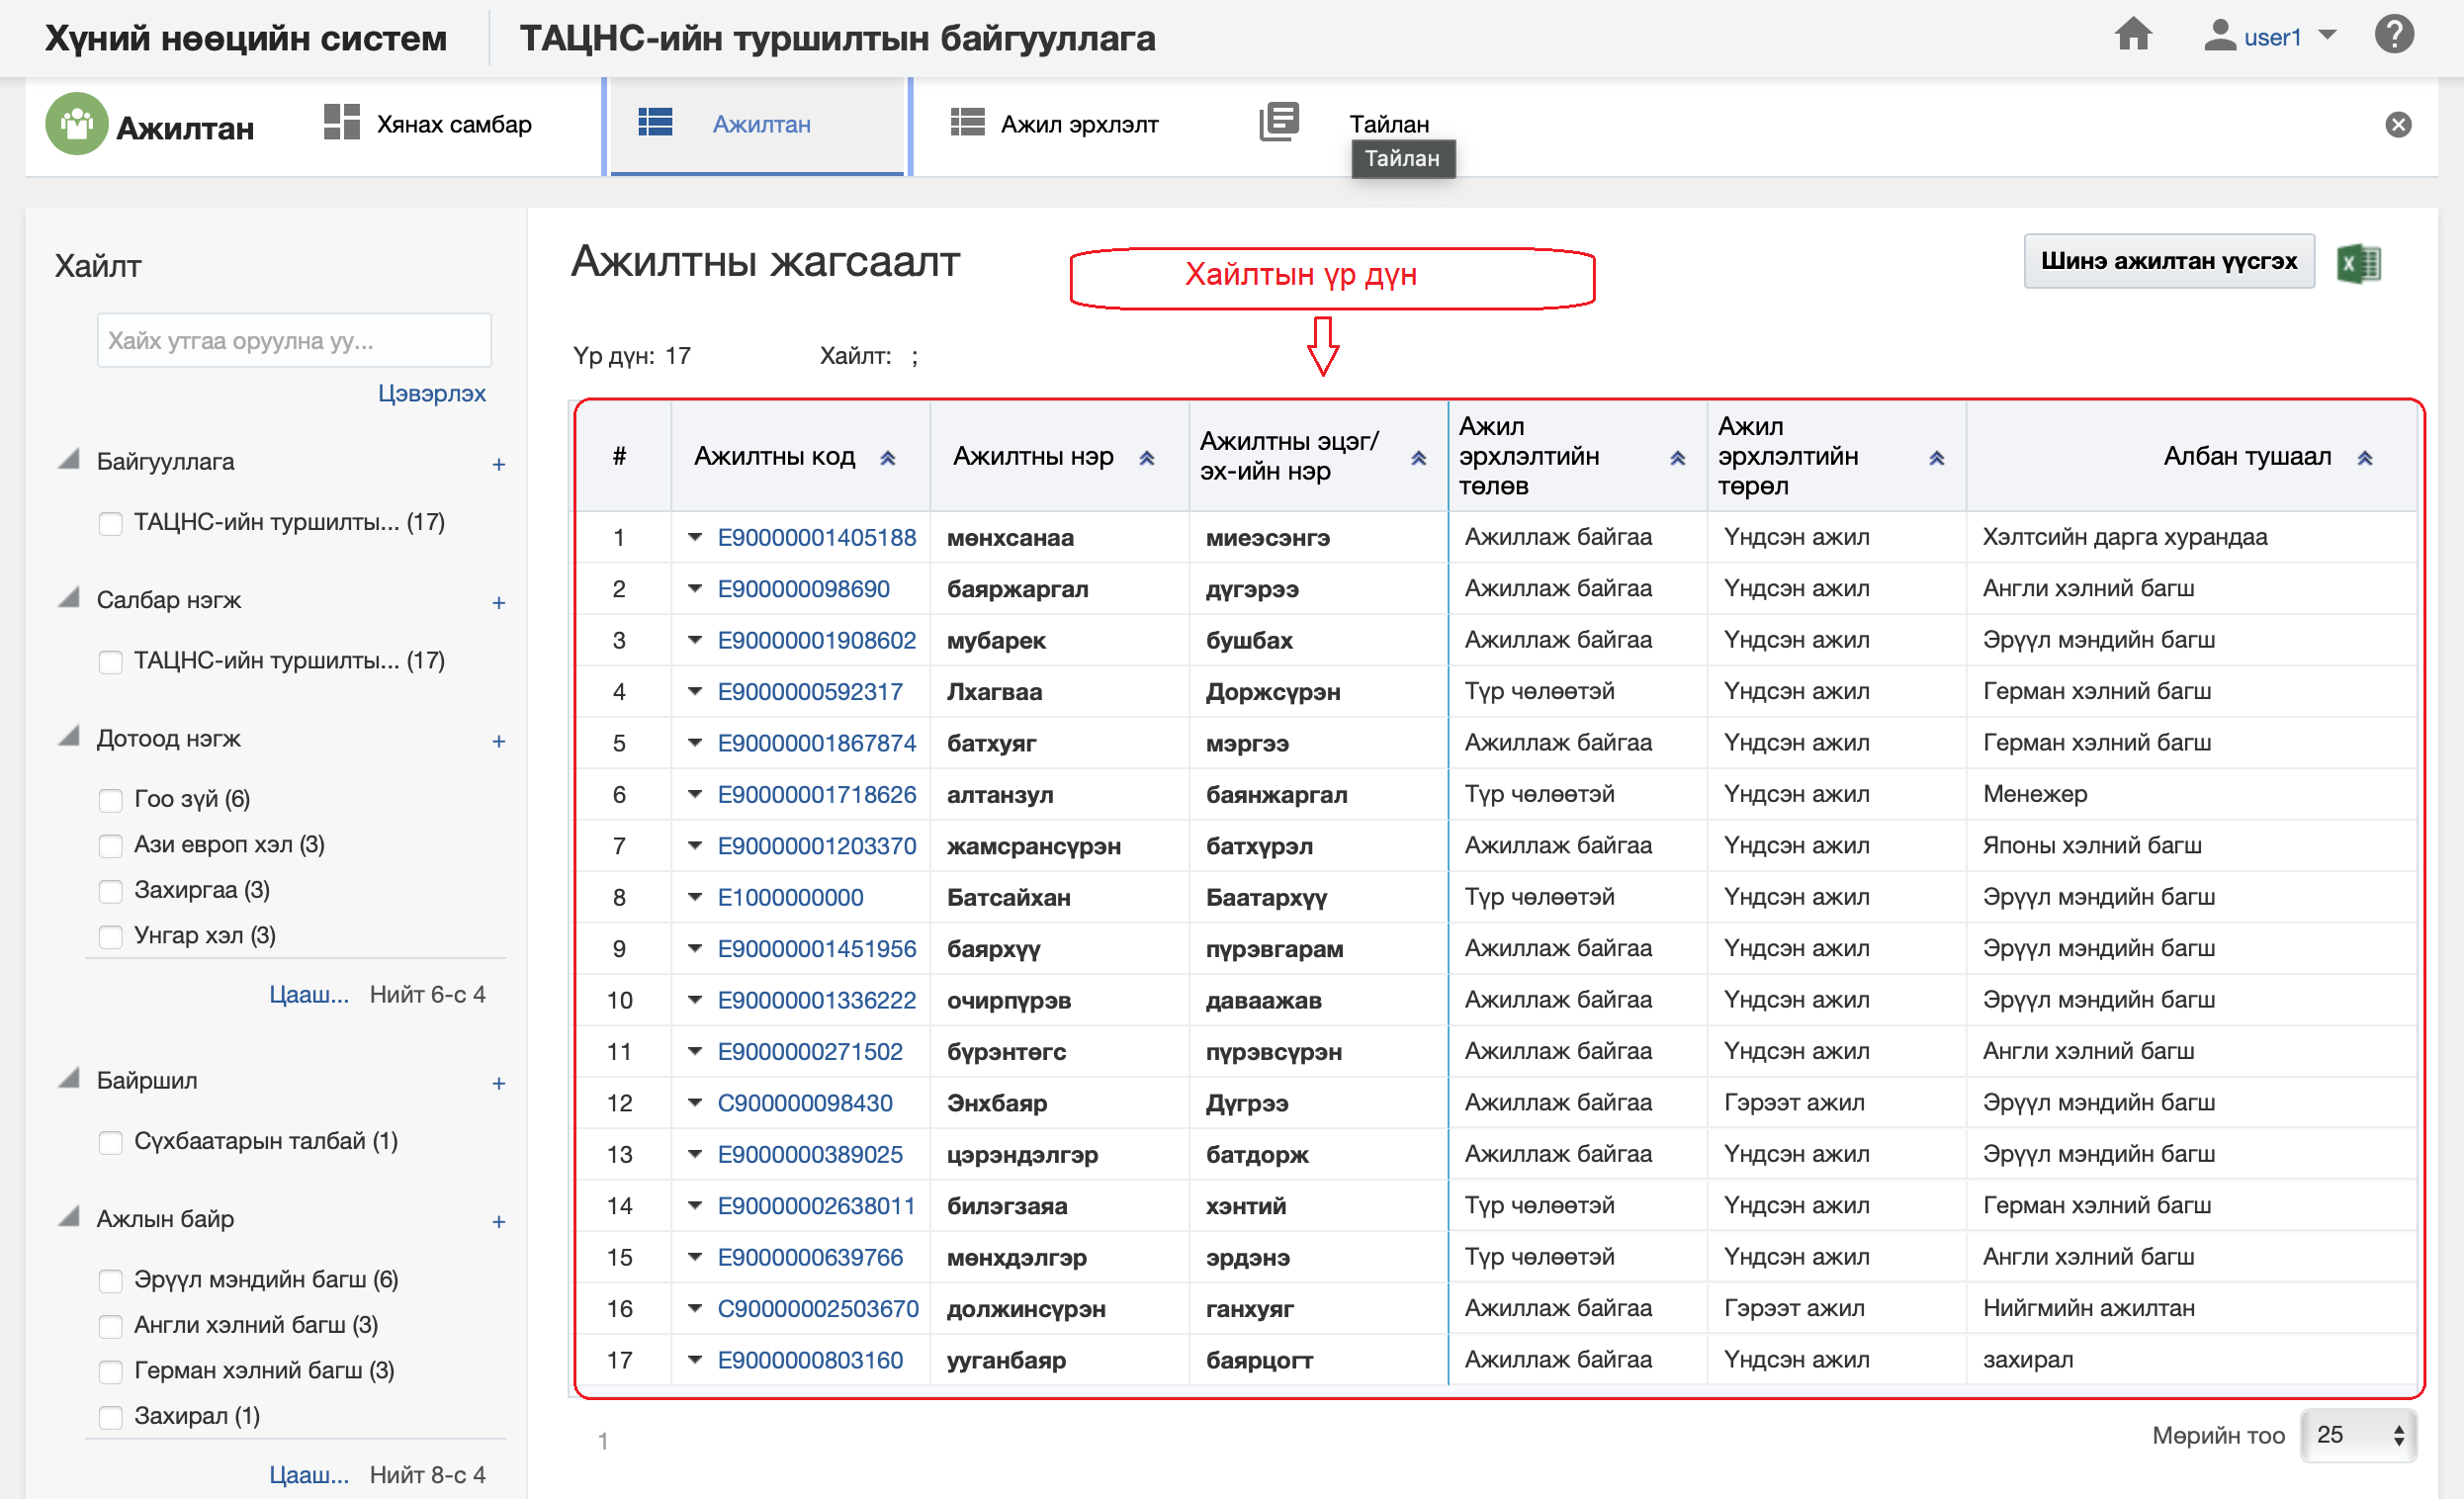 Хүний нөөцийн систем
ТАЦНС-ийн туршилтын байгууллага
user1
?
Ажилтан
Хянах самбар
Ажилтан
Ажил эрхлэлт
Тайлан
Тайлан
Хайлт
Хайх утгаа оруулна уу...
Цэвэрлэх
Байгууллага +
ТАЦНС-ийн туршилты... (17)
Салбар нэгж +
ТАЦНС-ийн туршилты... (17)
Дотоод нэгж +
Гоо зүй (6)
Ази европ хэл (3)
Захиргаа (3)
Унгар хэл (3)
Цааш... Нийт 6-с 4
Байршил +
Сүхбаатарын талбай (1)
Ажлын байр +
Эрүүл мэндийн багш (6)
Англи хэлний багш (3)
Герман хэлний багш (3)
Захирал (1)
Цааш... Нийт 8-с 4
Ажилтны жагсаалт
Хайлтын үр дүн
Шинэ ажилтан үүсгэх
X
Үр дүн: 17 Хайлт: ;
# Ажилтны код Ажилтны нэр Ажилтны эцэг/
эх-ийн нэр
Ажил
эрхлэлтийн
төлөв
Ажил
эрхлэлтийн
төрөл
Албан тушаал
1 E90000001405188 мөнхсанаа миеэсэнгэ Ажиллаж байгаа Үндсэн ажил Хэлтсийн дарга хурандаа
2 E900000098690 баяржаргал дүгэрээ Ажиллаж байгаа Үндсэн ажил Англи хэлний багш
3 E90000001908602 мубарек бушбах Ажиллаж байгаа Үндсэн ажил Эрүүл мэндийн багш
4 E9000000592317 Лхагваа Доржсүрэн Түр чөлөөтэй Үндсэн ажил Герман хэлний багш
5 E90000001867874 батхуяг мэргээ Ажиллаж байгаа Үндсэн ажил Герман хэлний багш
6 E90000001718626 алтанзул баянжаргал Түр чөлөөтэй Үндсэн ажил Менежер
7 E90000001203370 жамсрансүрэн батхүрэл Ажиллаж байгаа Үндсэн ажил Японы хэлний багш
8 E1000000000 Батсайхан Баатархүү Түр чөлөөтэй Үндсэн ажил Эрүүл мэндийн багш
9 E90000001451956 баярхүү пүрэвгарам Ажиллаж байгаа Үндсэн ажил Эрүүл мэндийн багш
10 E90000001336222 очирпүрэв даваажав Ажиллаж байгаа Үндсэн ажил Эрүүл мэндийн багш
11 E9000000271502 бүрэнтөгс пүрэвсүрэн Ажиллаж байгаа Үндсэн ажил Англи хэлний багш
12 C900000098430 Энхбаяр Дүгрээ Ажиллаж байгаа Гэрээт ажил Эрүүл мэндийн багш
13 E9000000389025 цэрэндэлгэр батдорж Ажиллаж байгаа Үндсэн ажил Эрүүл мэндийн багш
14 E90000002638011 билэгзаяа хэнтий Түр чөлөөтэй Үндсэн ажил Герман хэлний багш
15 E9000000639766 мөнхдэлгэр эрдэнэ Түр чөлөөтэй Үндсэн ажил Англи хэлний багш
16 C90000002503670 должинсүрэн ганхуяг Ажиллаж байгаа Гэрээт ажил Нийгмийн ажилтан
17 E9000000803160 ууганбаяр баярцогт Ажиллаж байгаа Үндсэн ажил захирал
1
Мөрийн тоо 25